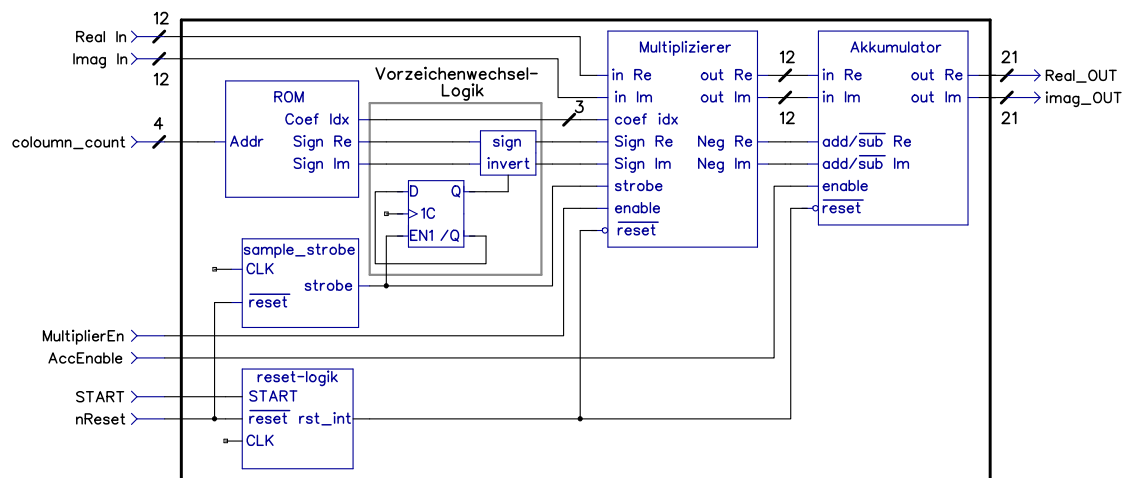 12
Real In
Imag In
12
coloumn_count
4
ROM
Addr
Coef Idx
Sign Re
Sign Im
Vorzeichenwechsel-
Logik
3
sign
invert
D
Q
1C
EN1
/Q
sample_strobe
CLK
strobe
reset
MultiplierEn
AccEnable
START
nReset
reset-logik
START
reset
rst_int
CLK
Multiplizierer
in Re
out Re
in Im
out Im
coef idx
Sign Re
Neg Re
Sign Im
Neg Im
strobe
enable
reset
12
12
Akkumulator
in Re
out Re
in Im
out Im
add/sub Re
add/sub Im
enable
reset
21
Real_OUT
imag_OUT
21